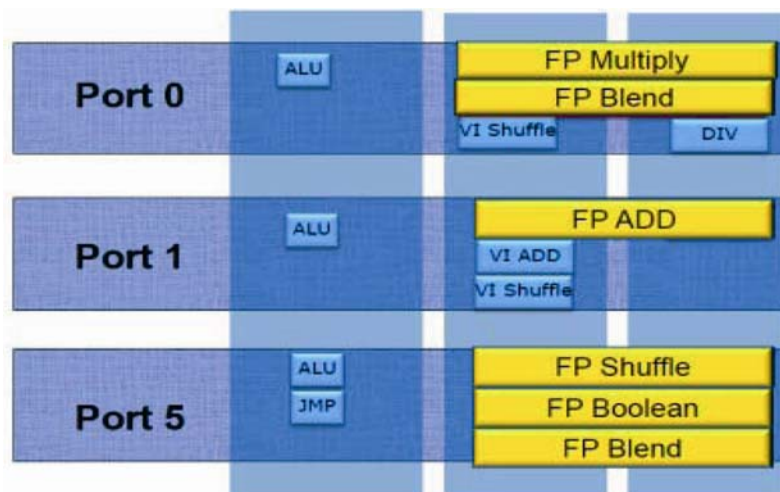 Port 0
ALU
FP Multiply
FP Blend
VI Shuffle
DIV
Port 1
ALU
FP ADD
VI ADD
VI Shuffle
Port 5
ALU
JMP
FP Shuffle
FP Boolean
FP Blend